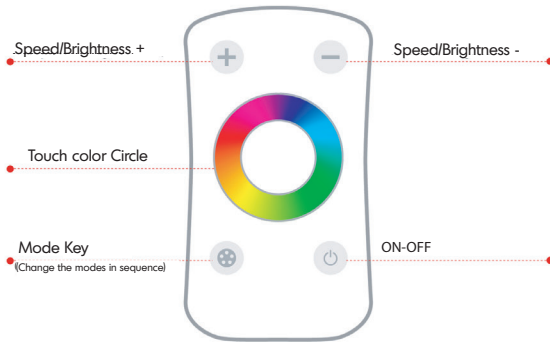 Speed/Brightness +
Speed/Brightness -
Touch color Circle
Mode Key
ON-OFF
(Change the modes in sequence)